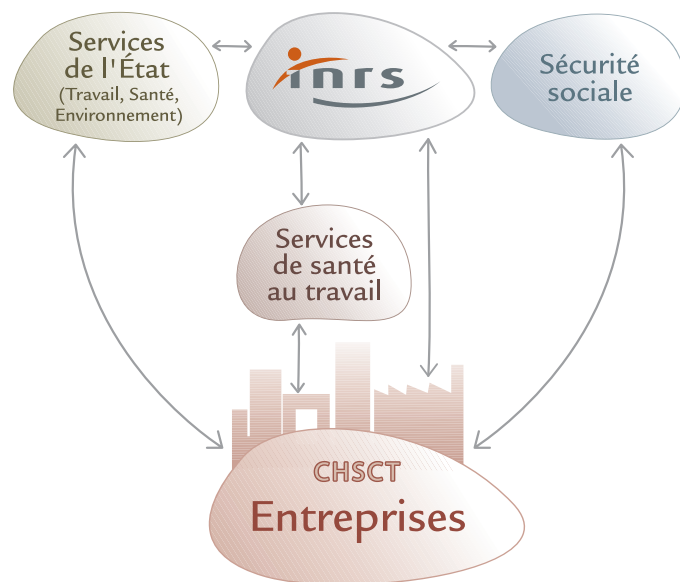 Services
de l'État
(Travail, Santé,
Environnement)
inrs
Sécurité
sociale
Services
de santé
au travail
CHSCT
Entreprises